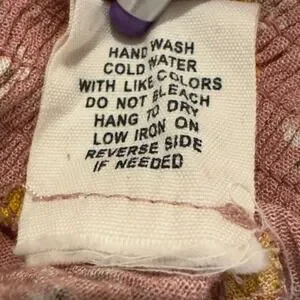 HAND WASH
COLD WATER
WITH LIKE COLORS
DO NOT BLEACH
HANG TO DRY
LOW IRON ON
REVERSE SIDE
IF NEEDED